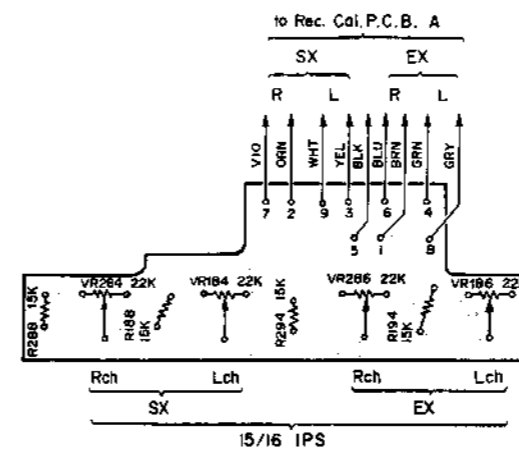 to Rec. Cal. P.C.B. A
SX EX
R L R L
VIO ORN WHT YEL BLK BLU BRN GRN GRY
7 2 9 3 6 4
5 1 8
VR284 22K VR184 22K VR286 22K VR186 22
R288 15K R188 15K R294 15K R194 15K
Rch Lch Rch Lch
SX EX
15/16 IPS